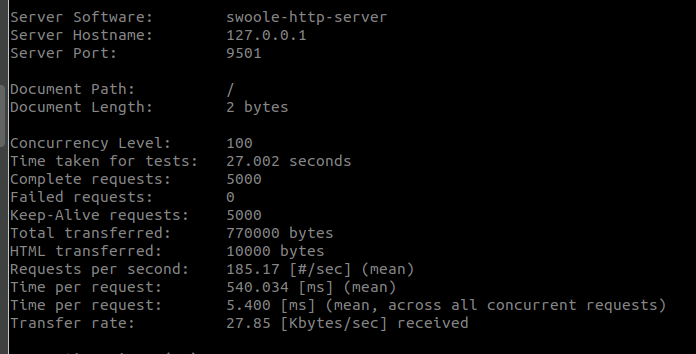 Server Software: swoole-http-server
Server Hostname: 127.0.0.1
Server Port: 9501
Document Path: /
Document Length: 2 bytes
Concurrency Level: 100
Time taken for tests: 27.002 seconds
Complete requests: 5000
Failed requests: 0
Keep-Alive requests: 5000
Total transferred: 770000 bytes
HTML transferred: 10000 bytes
Requests per second: 185.17 [#/sec] (mean)
Time per request: 540.034 [ms] (mean)
Time per request: 5.400 [ms] (mean, across all concurrent requests)
Transfer rate: 27.85 [Kbytes/sec] received